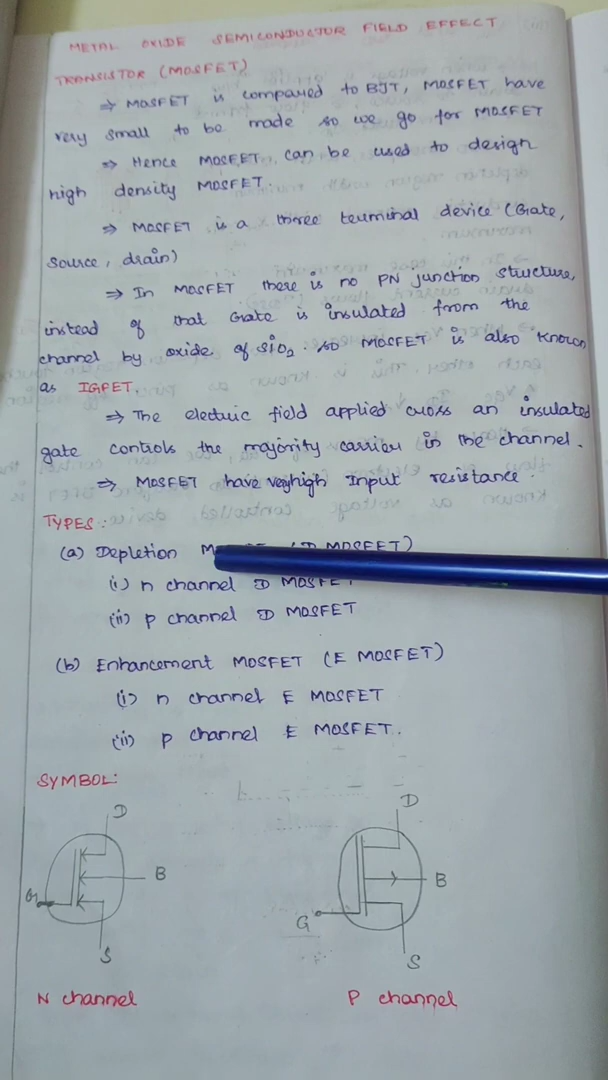 METAL OXIDE SEMICONDUCTOR FIELD EFFECT
TRANSISTOR (MOSFET)
⇒ MOSFET is compared to BJT, MOSFET have
very small to be made so we go for MOSFET
⇒ Hence MOSFET can be used to design
high density MOSFET
⇒ MOSFET is a three terminal device (Gate,
Source, drain)
⇒ In MOSFET there is no PN junction structure,
instead of that Gate is insulated from the
channel by oxide of SiO2. so MOSFET is also known
as IGFET.
⇒ The electric field applied cross an insulated
gate controls the majority carrier in the channel.
⇒ MOSFET have very high Input resistance.
TYPES:
(a) Depletion (D MOSFET)
(i) n channel D MOSFET
(ii) p channel D MOSFET
(b) Enhancement MOSFET (E MOSFET)
(i) n channel E MOSFET
(ii) p channel E MOSFET.
SYMBOL:
D D
G B G B
S S
N channel P channel